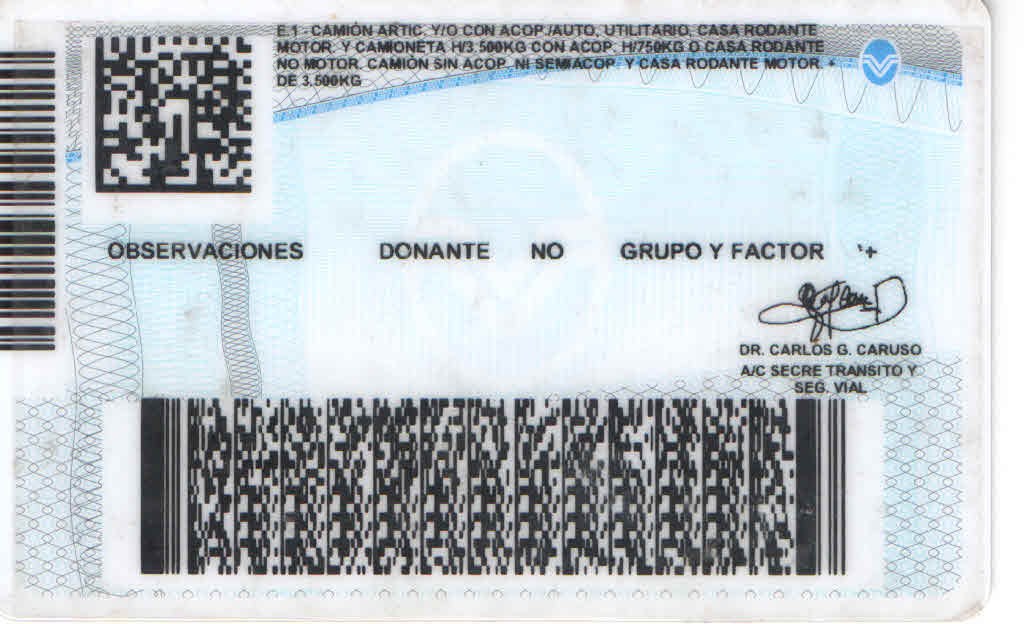 E.1 - CAMIÓN ARTIC. Y/O CON ACOP./AUTO, UTILITARIO, CASA RODANTE
MOTOR. Y CAMIONETA H/3.500KG CON ACOP. H/750KG O CASA RODANTE
NO MOTOR. CAMIÓN SIN ACOP. NI SEMIACOP. Y CASA RODANTE MOTOR. +
DE 3.500KG
OBSERVACIONES DONANTE NO GRUPO Y FACTOR +
DR. CARLOS G. CARUSO
A/C SECRE TRANSITO Y
SEG. VIAL